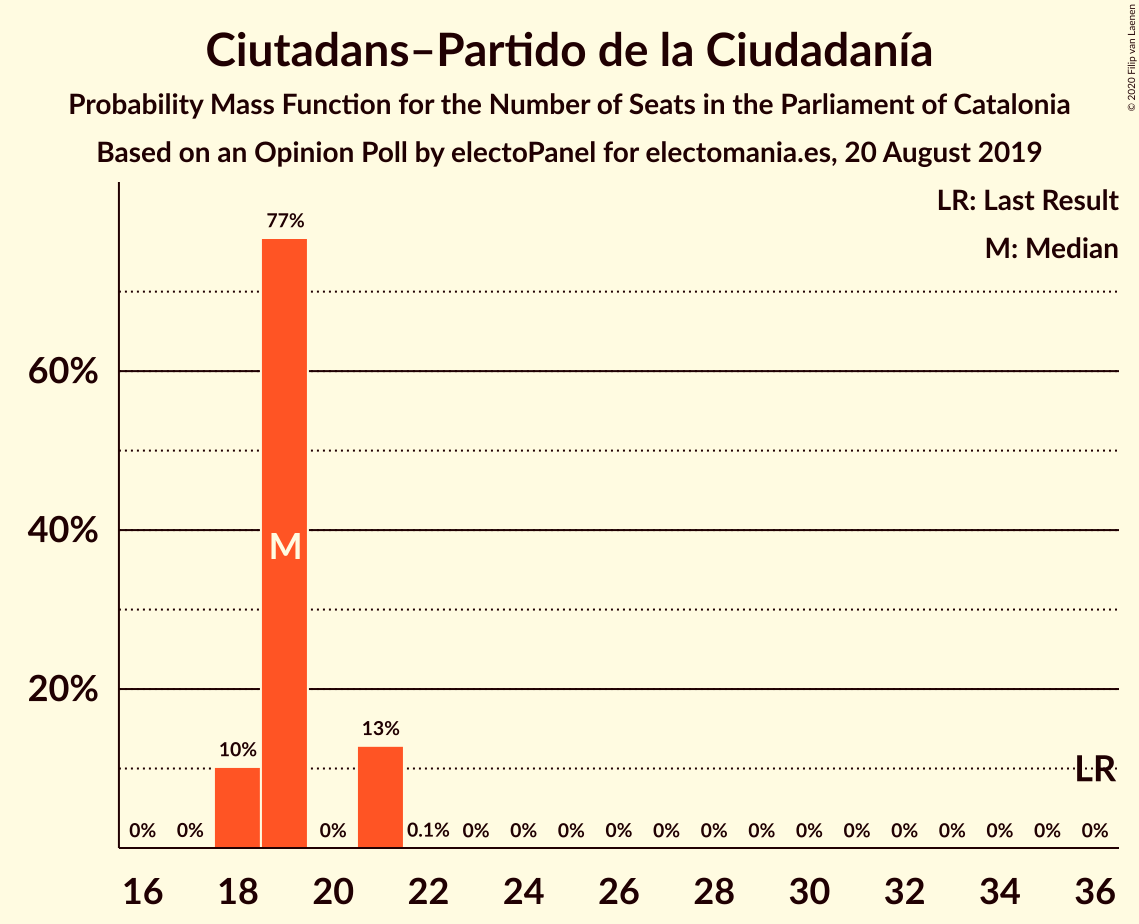 © 2020 Filip van Laenen
Ciutadans–Partido de la Ciudadanía
Probability Mass Function for the Number of Seats in the Parliament of Catalonia
Based on an Opinion Poll by electoPanel for electomania.es, 20 August 2019
LR: Last Result
M: Median
77%
60%
40%
M
20%
13%
10%
LR
0% 0% 0% 0.1% 0% 0% 0% 0% 0% 0% 0% 0% 0% 0% 0% 0% 0% 0%
16 18 20 22 24 26 28 30 32 34 36